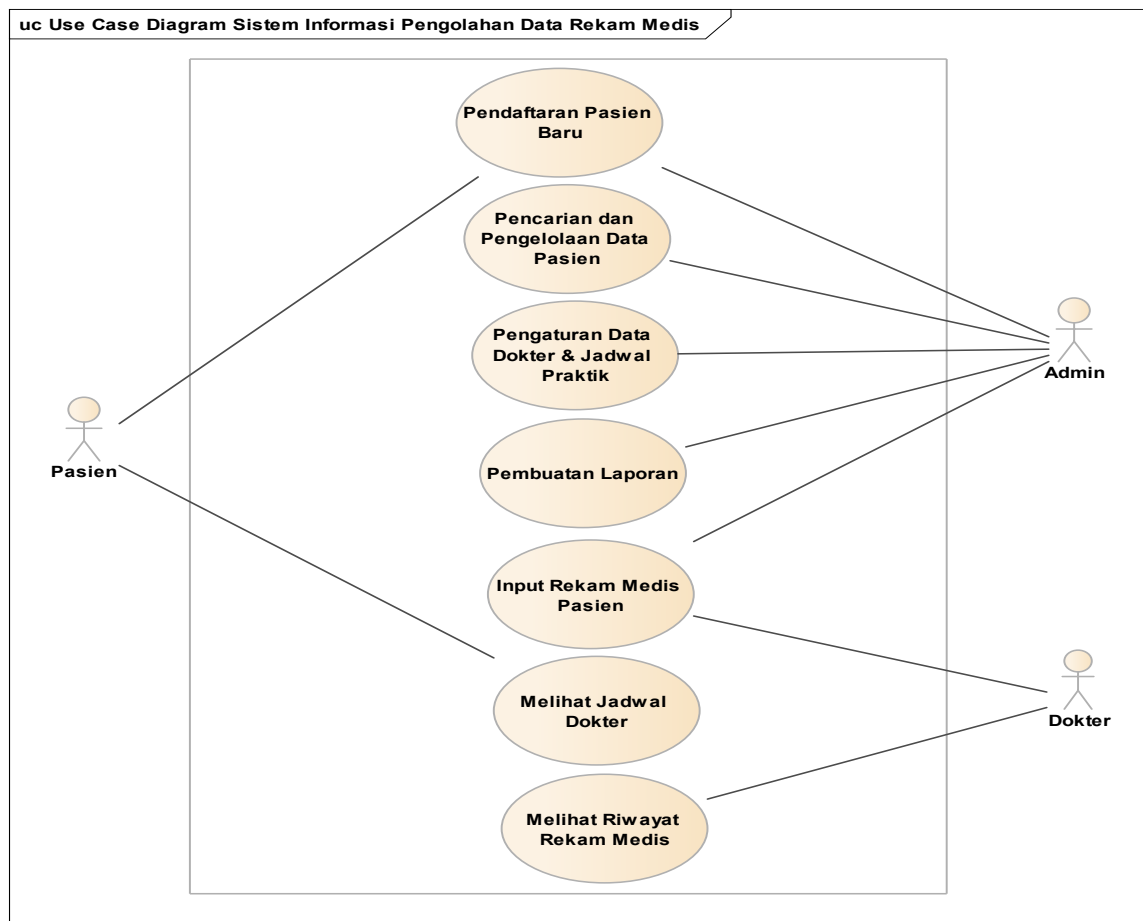 uc Use Case Diagram Sistem Informasi Pengolahan Data Rekam Medis
Pendaftaran Pasien
Baru
Pencarian dan
Pengelolaan Data
Pasien
Pengaturan Data
Dokter & Jadwal
Praktik
Admin
Pasien
Pembuatan Laporan
Input Rekam Medis
Pasien
Melihat Jadwal
Dokter
Dokter
Melihat Riwayat
Rekam Medis